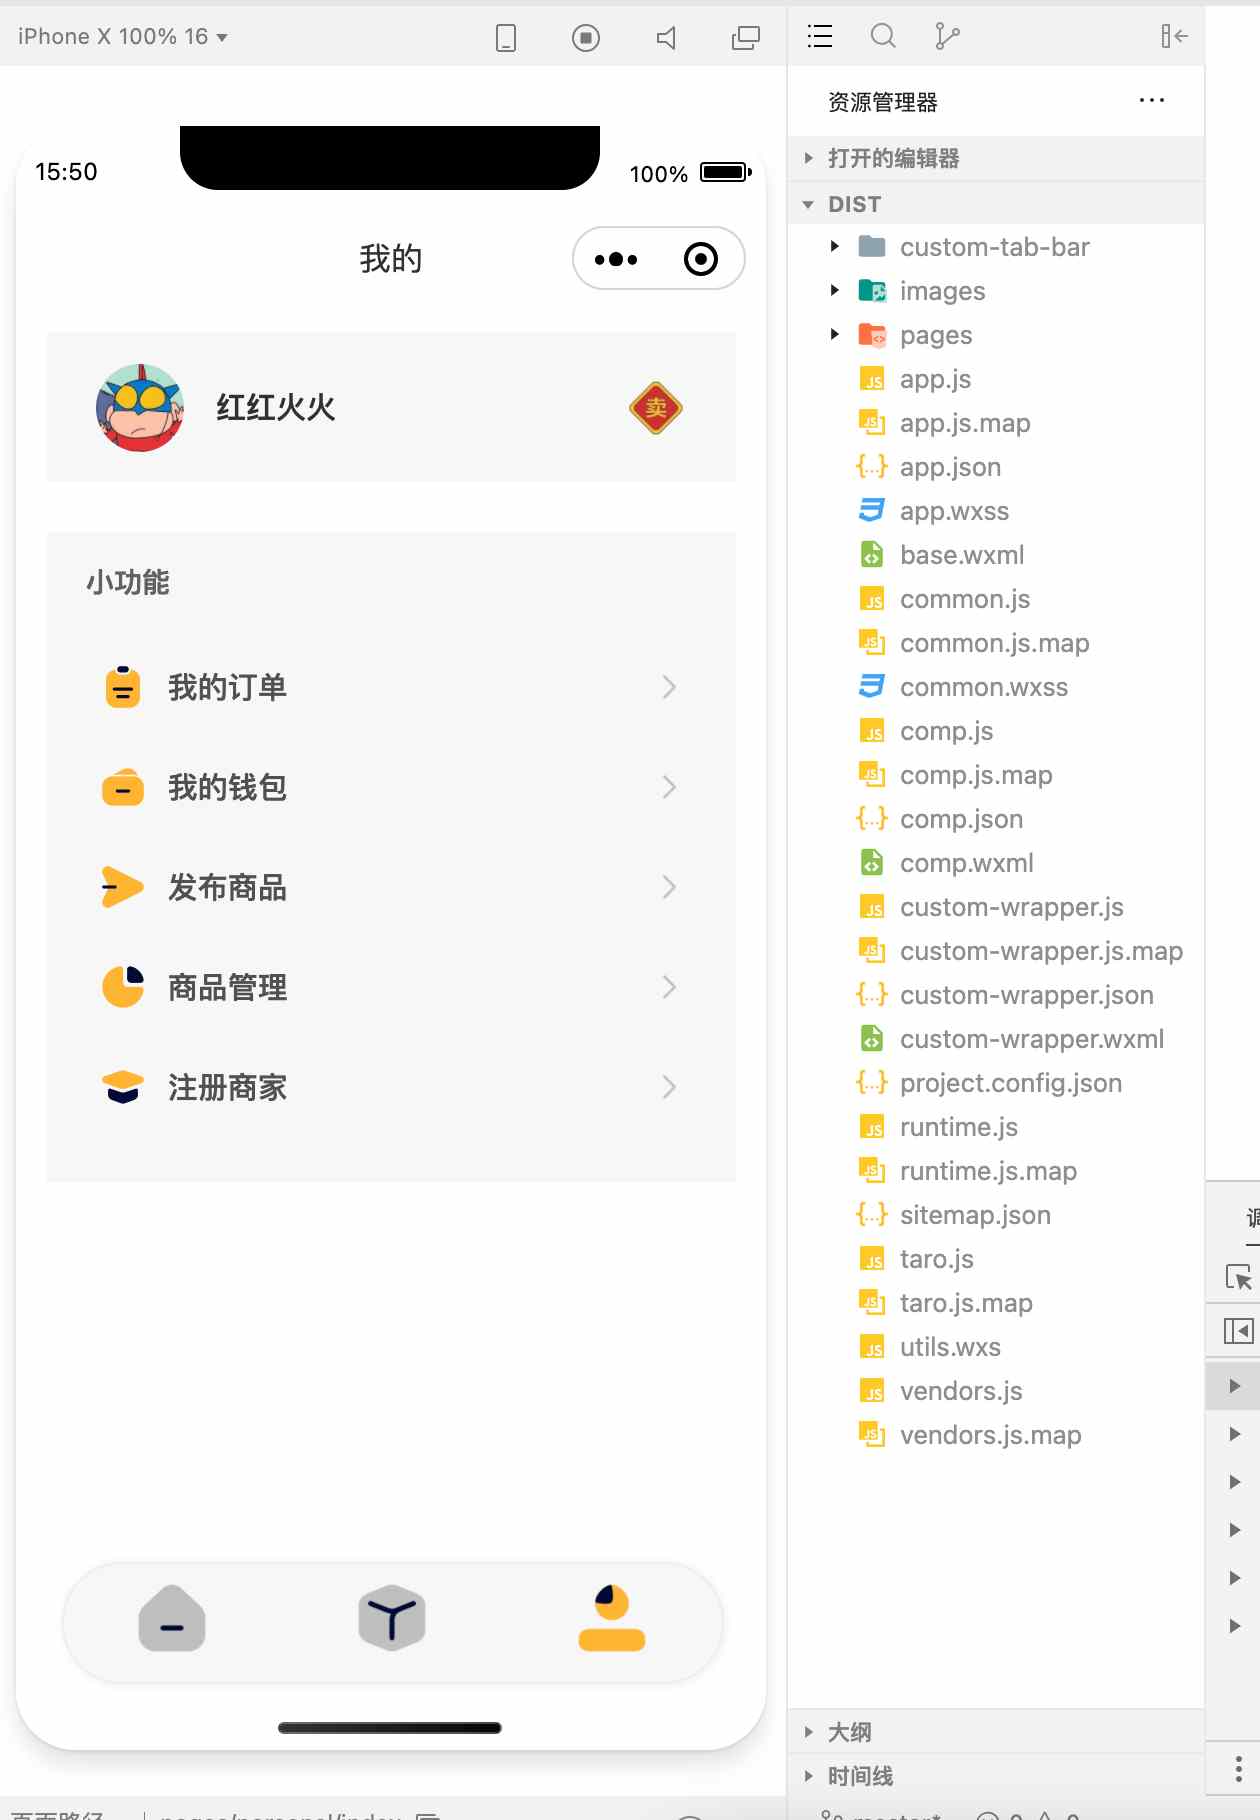 iPhone X 100% 16
15:50
100%
我的
红红火火
卖
小功能
我的订单
我的钱包
发布商品
商品管理
注册商家
资源管理器
打开的编辑器
DIST
custom-tab-bar
images
pages
app.js
app.js.map
app.json
app.wxss
base.wxml
common.js
common.js.map
common.wxss
comp.js
comp.js.map
comp.json
comp.wxml
custom-wrapper.js
custom-wrapper.js.map
custom-wrapper.json
custom-wrapper.wxml
project.config.json
runtime.js
runtime.js.map
sitemap.json
taro.js
taro.js.map
utils.wxs
vendors.js
vendors.js.map
大纲
时间线